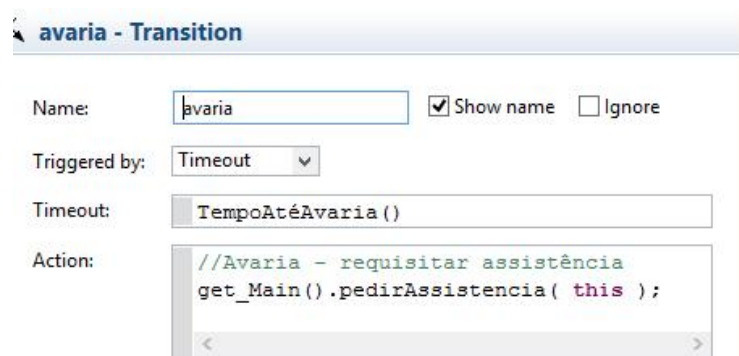 avaria - Transition
Name: avaria Show name Ignore
Triggered by: Timeout
Timeout: TempoAtéAvaria()
Action: //Avaria - requisitar assistência
get_Main().pedirAssistencia( this );